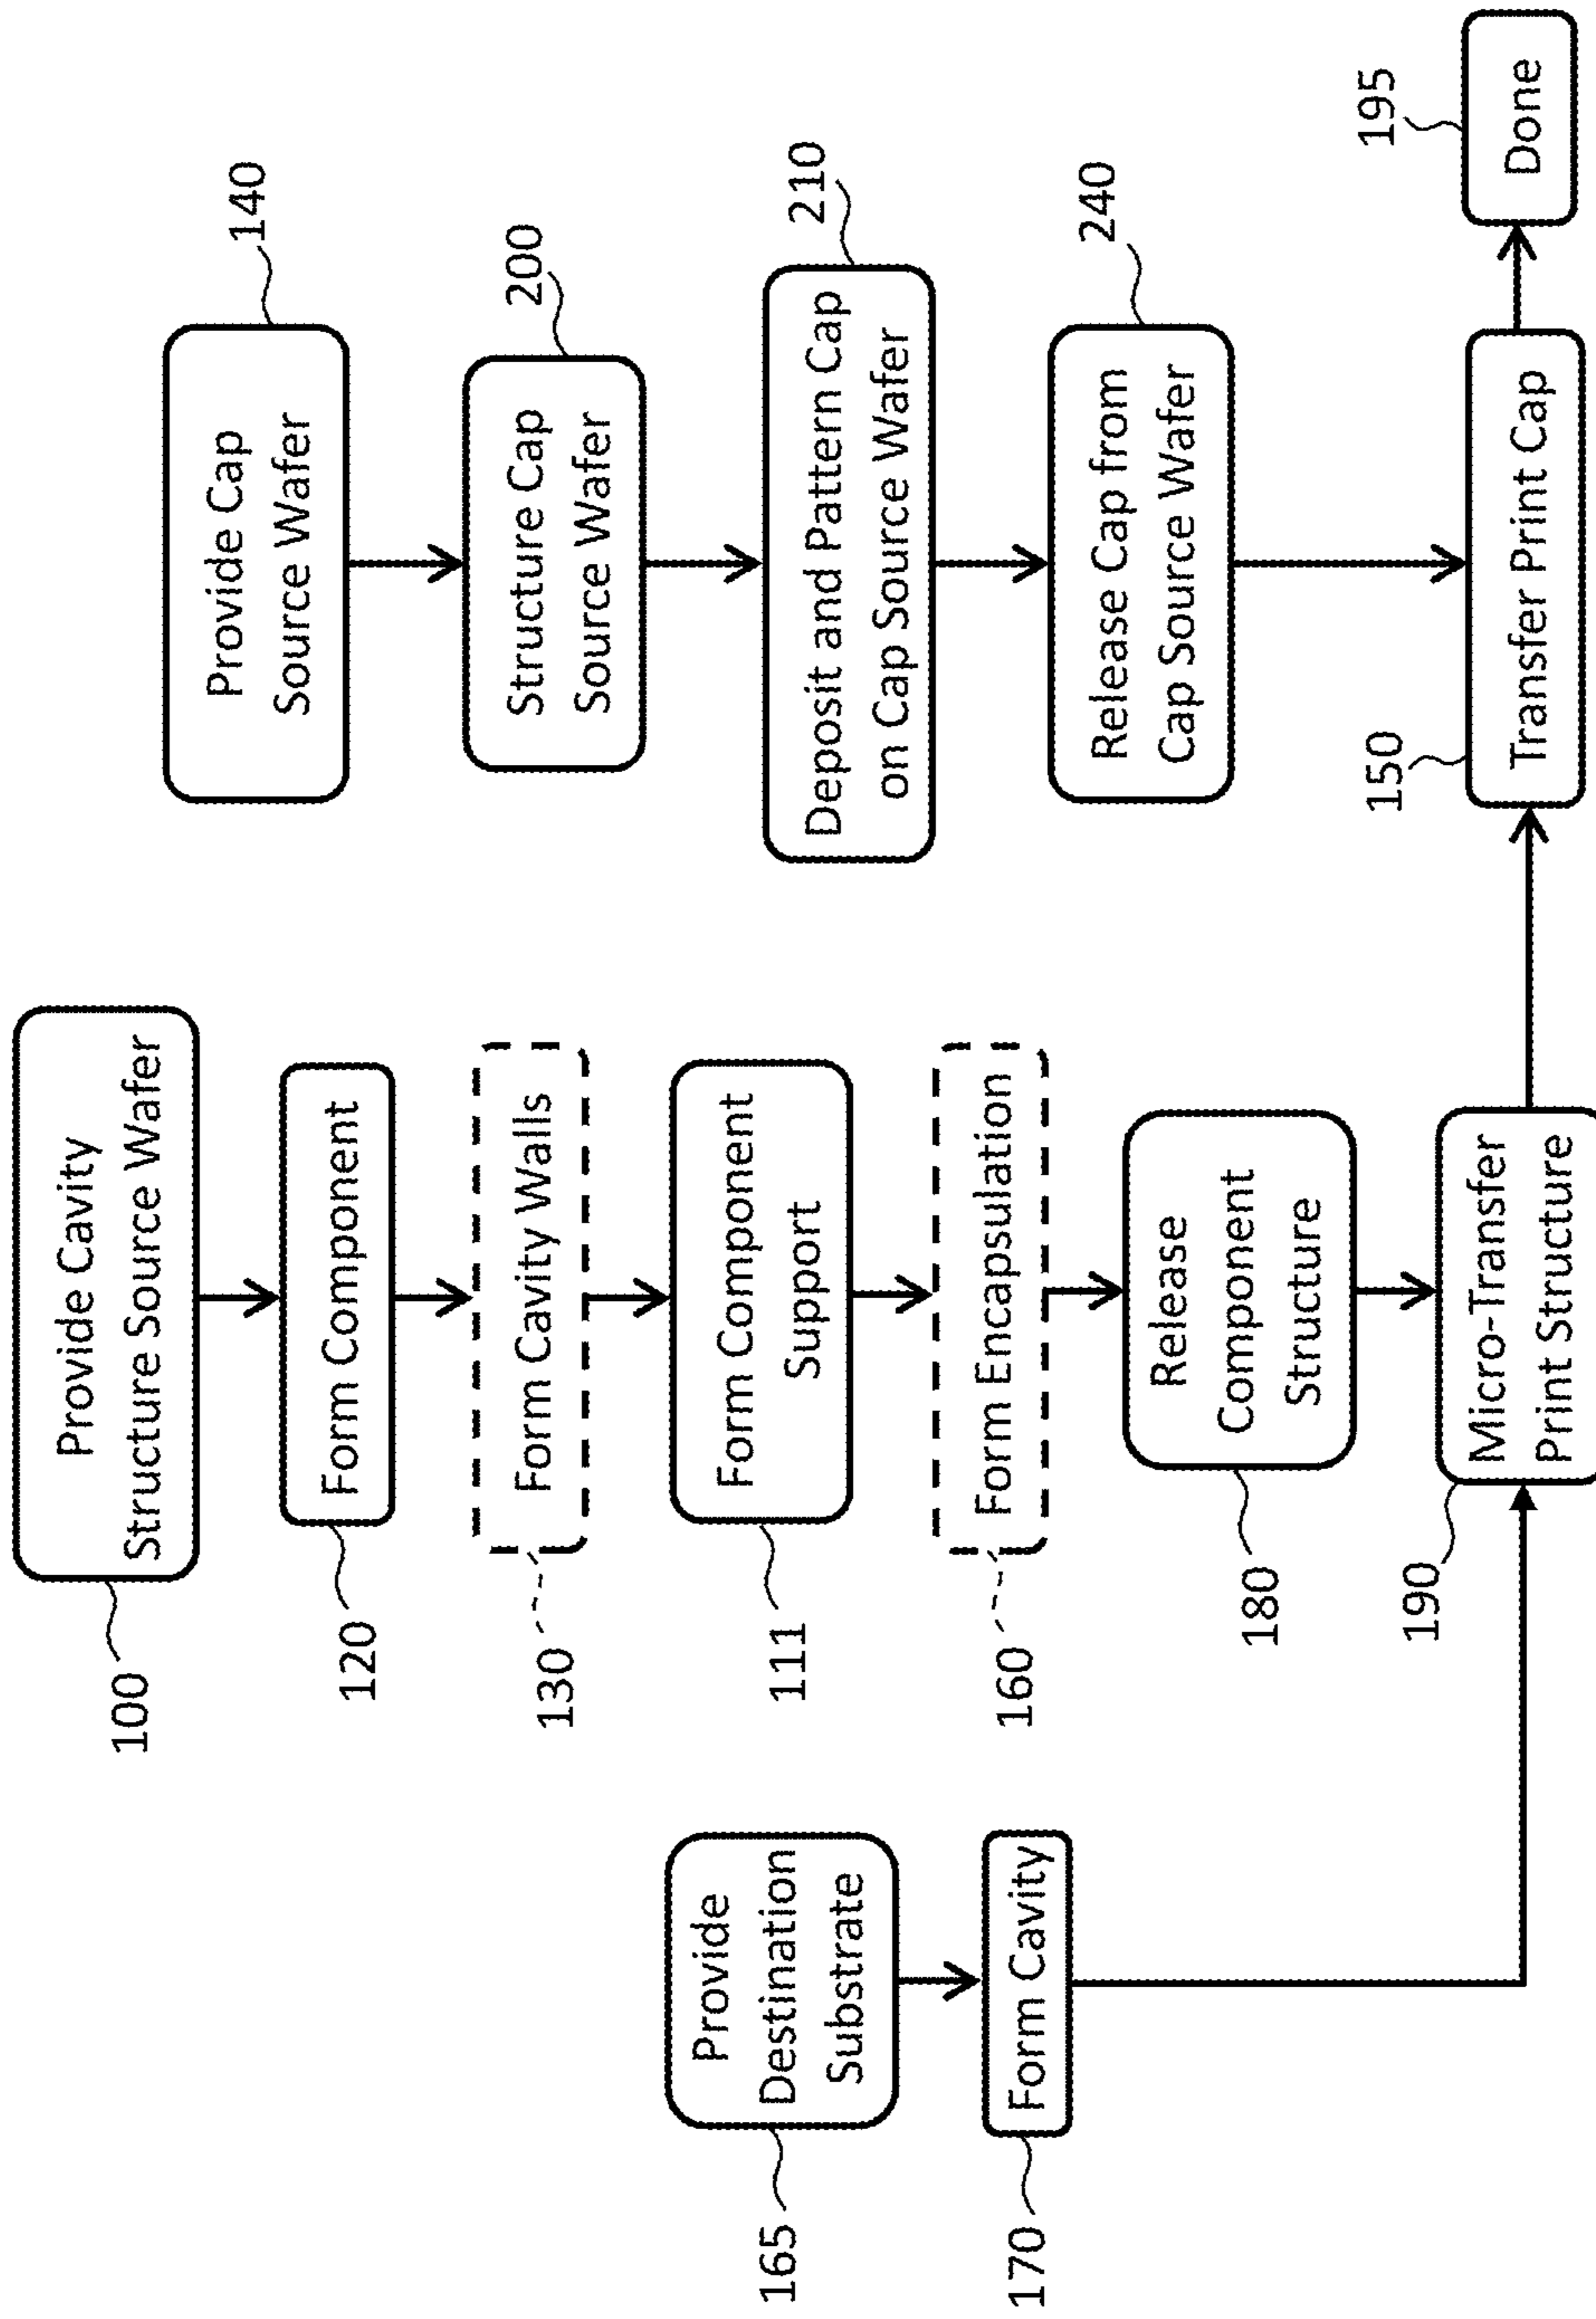 100
Provide Cavity
Structure Source Wafer
120
Form Component
130
Form Cavity Walls
111
Form Component
Support
160
Form Encapsulation
180
Release
Component
Structure
190
Micro-Transfer
Print Structure
165
Provide
Destination
Substrate
170
Form Cavity
140
Provide Cap
Source Wafer
200
Structure Cap
Source Wafer
210
Deposit and Pattern Cap
on Cap Source Wafer
240
Release Cap from
Cap Source Wafer
150
Transfer Print Cap
195
Done